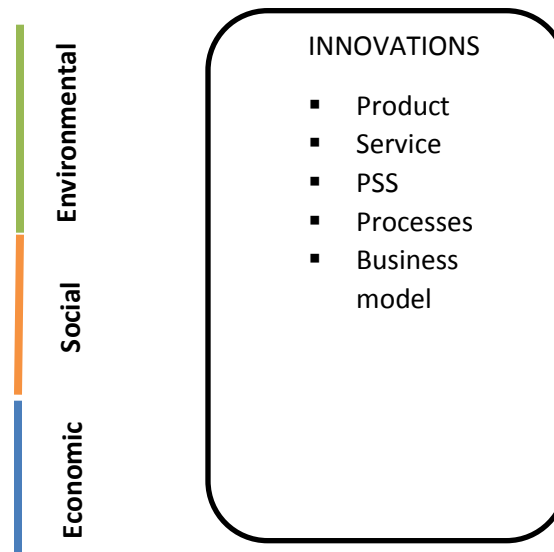 Environmental
Social
Economic
INNOVATIONS
▪ Product
▪ Service
▪ PSS
▪ Processes
▪ Business
model